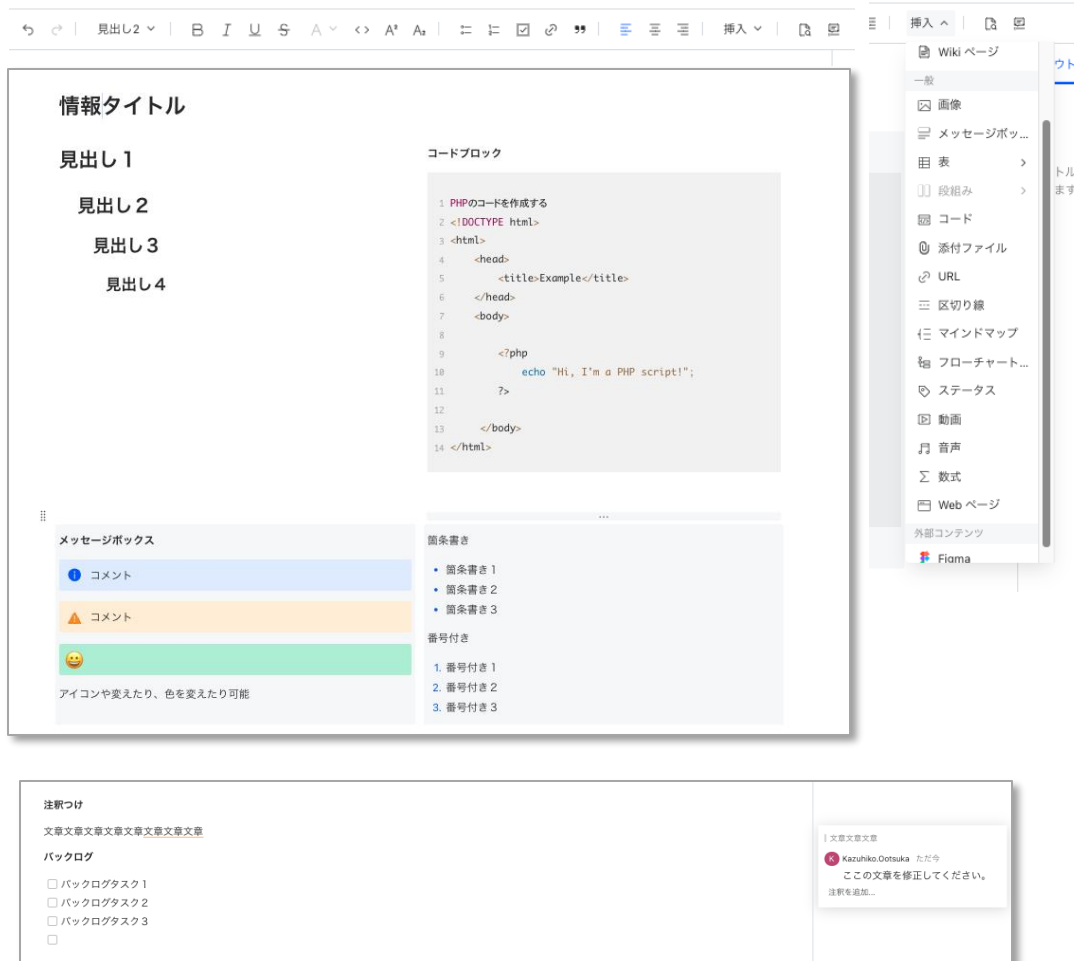 見出し2
B I U S A <> A² A₂
挿入
情報タイトル
見出し1
見出し2
見出し3
見出し4
コードブロック
1 PHPのコードを作成する
2 <!DOCTYPE html>
3 <html>
4 <head>
5 <title>Example</title>
6 </head>
7 <body>
8
9 <?php
10 echo "Hi, I'm a PHP script!";
11 ?>
12
13 </body>
14 </html>
メッセージボックス
コメント
コメント
アイコンや変えたり、色を変えたり可能
箇条書き
• 箇条書き1
• 箇条書き2
• 箇条書き3
番号付き
1. 番号付き1
2. 番号付き2
3. 番号付き3
挿入
Wiki ページ
一般
画像
メッセージボッ...
表
段組み
コード
添付ファイル
URL
区切り線
マインドマップ
フローチャート...
ステータス
動画
音声
数式
Web ページ
外部コンテンツ
Figma
ウト
トル
ます
注釈つけ
文章文章文章文章文章文章文章文章
バックログ
バックログタスク1
バックログタスク2
バックログタスク3
文章文章文章
K Kazuhiko.Ootsuka ただ今
ここの文章を修正してください。
注釈を追加...